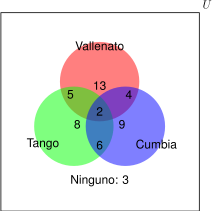 U
Vallenato
13
5 4
2
8 9
Tango Cumbia
6
Ninguno: 3